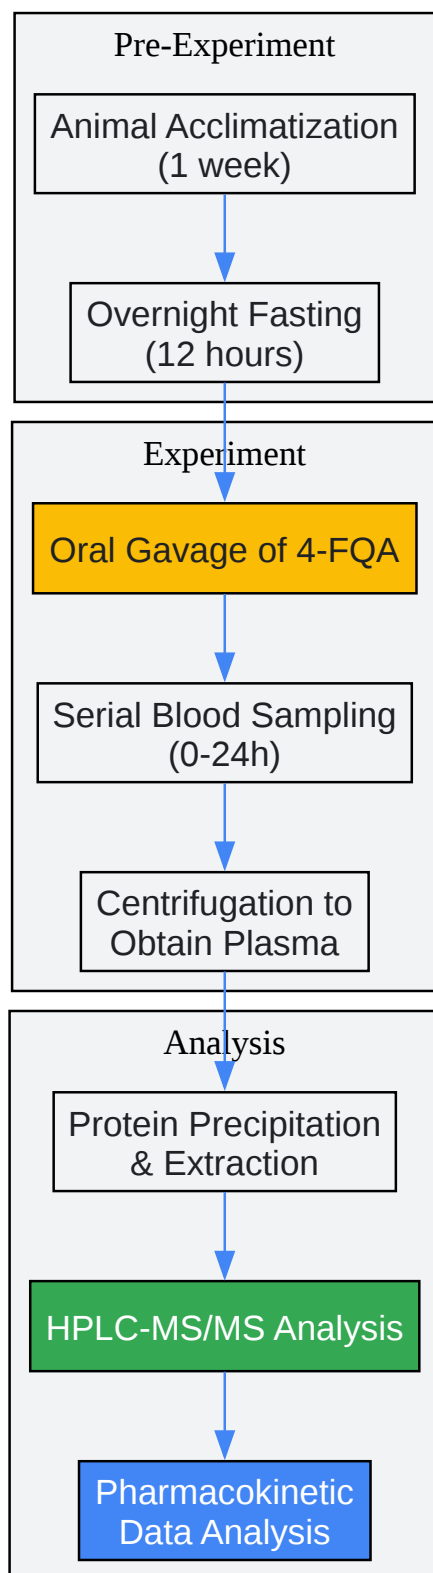 Pre-Experiment
Animal Acclimatization
(1 week)
Overnight Fasting
(12 hours)
Experiment
Oral Gavage of 4-FQA
Serial Blood Sampling
(0-24h)
Centrifugation to
Obtain Plasma
Analysis
Protein Precipitation
& Extraction
HPLC-MS/MS Analysis
Pharmacokinetic
Data Analysis